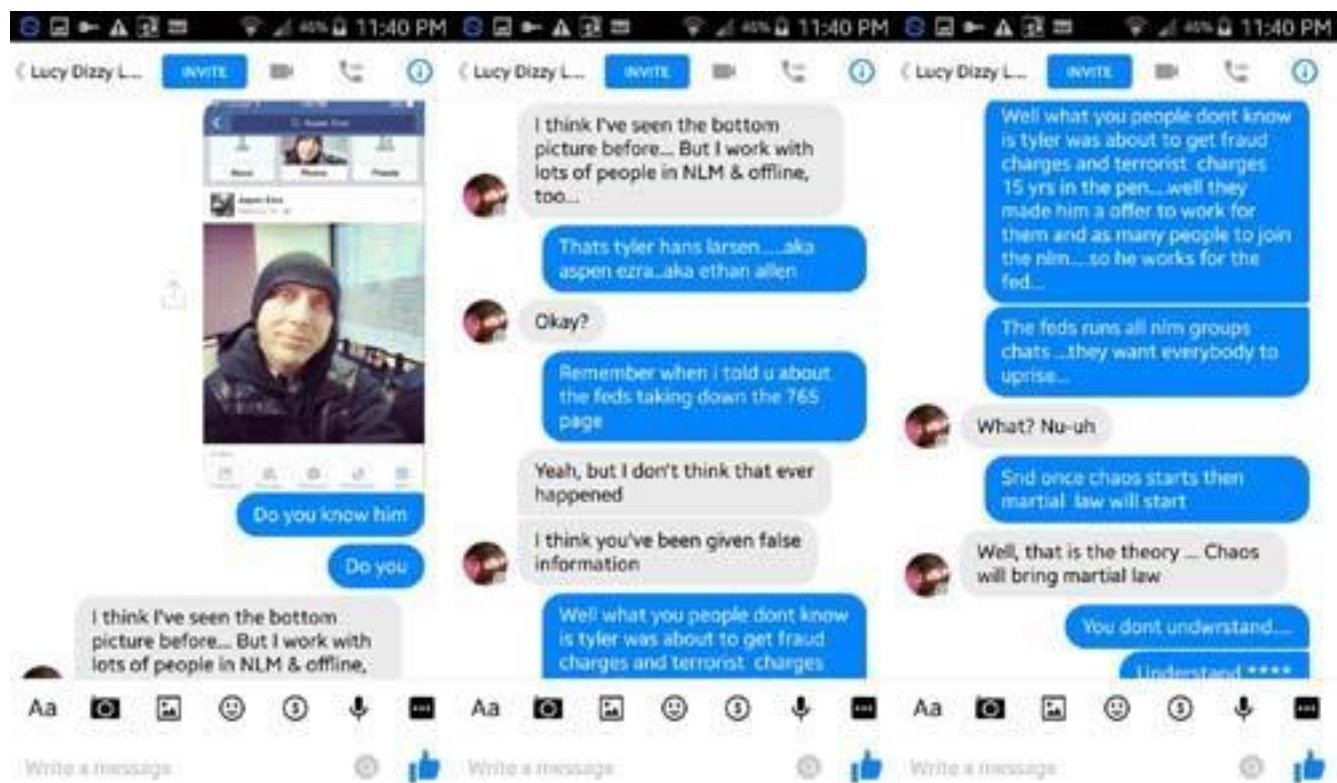 46% 11:40 PM
Lucy Dizzy L...
INVITE
Aspen Ezra
About
Photos
Friends
Aspen Ezra
Do you know him
Do you
I think I've seen the bottom
picture before... But I work with
lots of people in NLM & offline,
Aa
Write a message
46% 11:40 PM
Lucy Dizzy L...
INVITE
I think I've seen the bottom
picture before... But I work with
lots of people in NLM & offline,
too...
Thats tyler hans larsen....aka
aspen ezra..aka ethan allen
Okay?
Remember when i told u about
the feds taking down the 765
page
Yeah, but I don't think that ever
happened
I think you've been given false
information
Well what you people dont know
is tyler was about to get fraud
charges and terrorist charges
Aa
Write a message
46% 11:40 PM
Lucy Dizzy L...
INVITE
Well what you people dont know
is tyler was about to get fraud
charges and terrorist charges
15 yrs in the pen....well they
made him a offer to work for
them and as many people to join
the nlm....so he works for the
fed...
The feds runs all nlm groups
chats ...they want everybody to
uprise...
What? Nu-uh
Snd once chaos starts then
martial law will start
Well, that is the theory ... Chaos
will bring martial law
You dont undwrstand....
Understand ****
Aa
Write a message